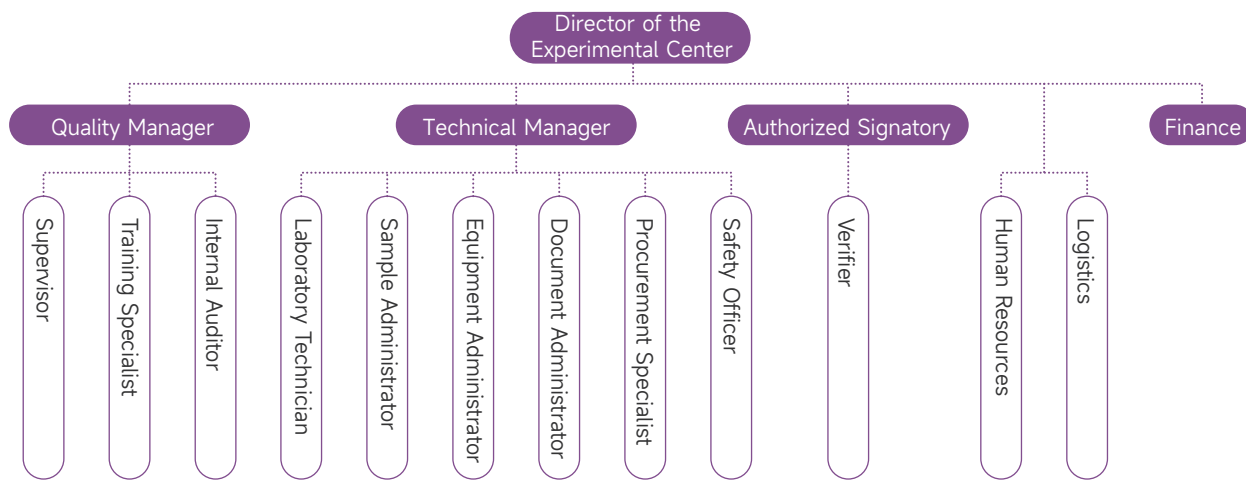 Director of the
Experimental Center
Quality Manager
Technical Manager
Authorized Signatory
Finance
Supervisor
Training Specialist
Internal Auditor
Laboratory Technician
Sample Administrator
Equipment Administrator
Document Administrator
Procurement Specialist
Safety Officer
Verifier
Human Resources
Logistics